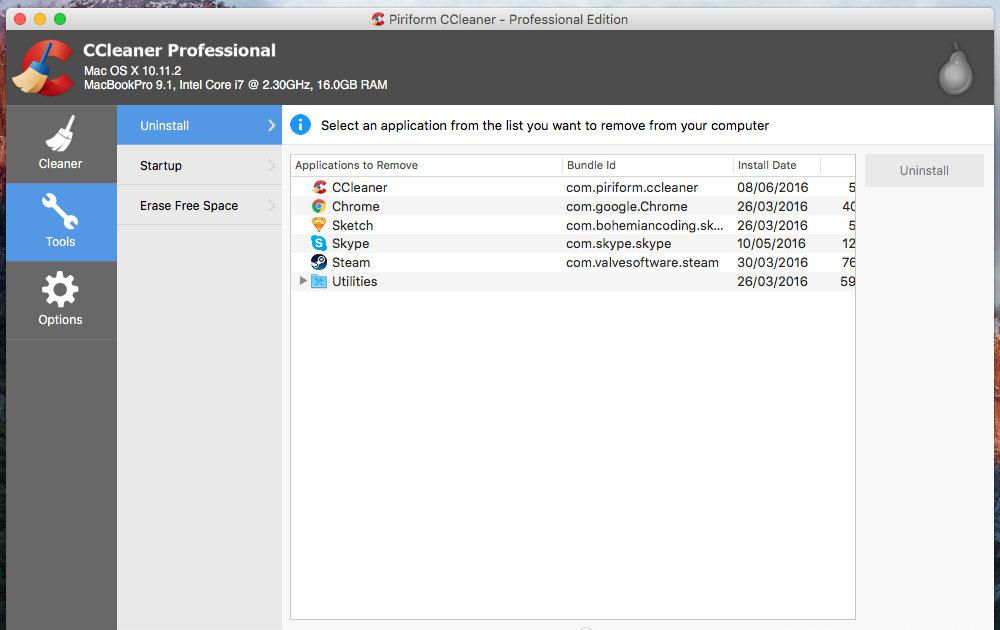 Piriform CCleaner - Professional Edition
CCleaner Professional
Mac OS X 10.11.2
MacBookPro 9.1, Intel Core i7 @ 2.30GHz, 16.0GB RAM
Cleaner
Tools
Options
Uninstall
Startup
Erase Free Space
Select an application from the list you want to remove from your computer
Applications to Remove Bundle Id Install Date
CCleaner com.piriform.ccleaner 08/06/2016 5
Chrome com.google.Chrome 26/03/2016 40
Sketch com.bohemiancoding.sk... 26/03/2016 5
Skype com.skype.skype 10/05/2016 12
Steam com.valvesoftware.steam 30/03/2016 76
Utilities 26/03/2016 59
Uninstall